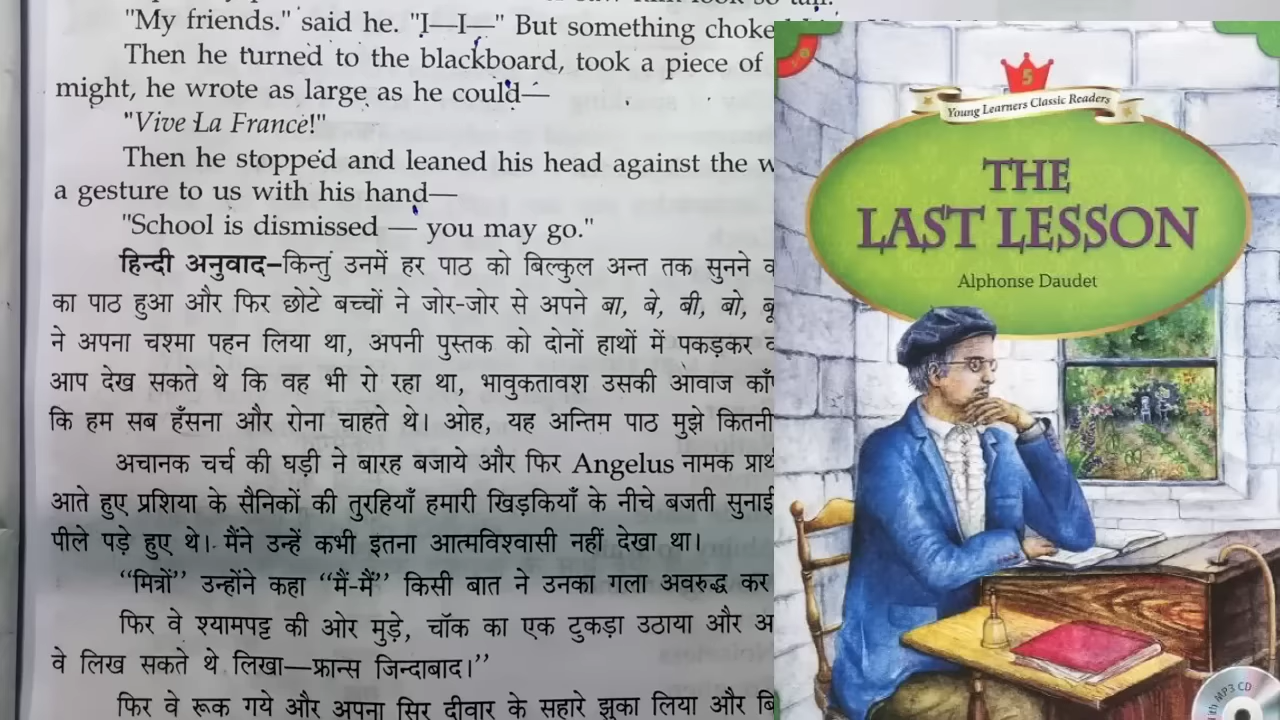 "My friends." said he. "I—I—" But something choke
Then he turned to the blackboard, took a piece of
might, he wrote as large as he could—
"Vive La France!"
Then he stopped and leaned his head against the w
a gesture to us with his hand—
"School is dismissed — you may go."
हिन्दी अनुवाद–किन्तुं उनमें हर पाठ को बिल्कुल अन्त तक सुनने
का पाठ हुआ और फिर छोटे बच्चों ने जोर-जोर से अपने बा, बे, बी, बो, बू
ने अपना चश्मा पहन लिया था, अपनी पुस्तक को दोनों हाथों में पकड़कर
आप देख सकते थे कि वह भी रो रहा था, भावुकतावश उसकी आवाज काँप
कि हम सब हँसना और रोना चाहते थे। ओह, यह अन्तिम पाठ मुझे कितनी
अचानक चर्च की घड़ी ने बारह बजाये और फिर Angelus नामक
आते हुए प्रशिया के सैनिकों की तुरहियाँ हमारी खिड़कियाँ के नीचे बजती सुनाई
पीले पड़े हुए थे। मैंने उन्हें कभी इतना आत्मविश्वासी नहीं देखा था।
‘‘मित्रों’’ उन्होंने कहा ‘‘मैं-मैं’’ किसी बात ने उनका गला अवरुद्ध कर
फिर वे श्यामपट्ट की ओर मुड़े, चॉक का एक टुकड़ा उठाया और
वे लिख सकते थे लिखा—फ्रान्स जिन्दाबाद।’’
फिर वे रूक गये और अपना सिर दीवार के सहारे झुका लिया और
5
Young Learners Classic Readers
THE
LAST LESSON
Alphonse Daudet
MP3 CD